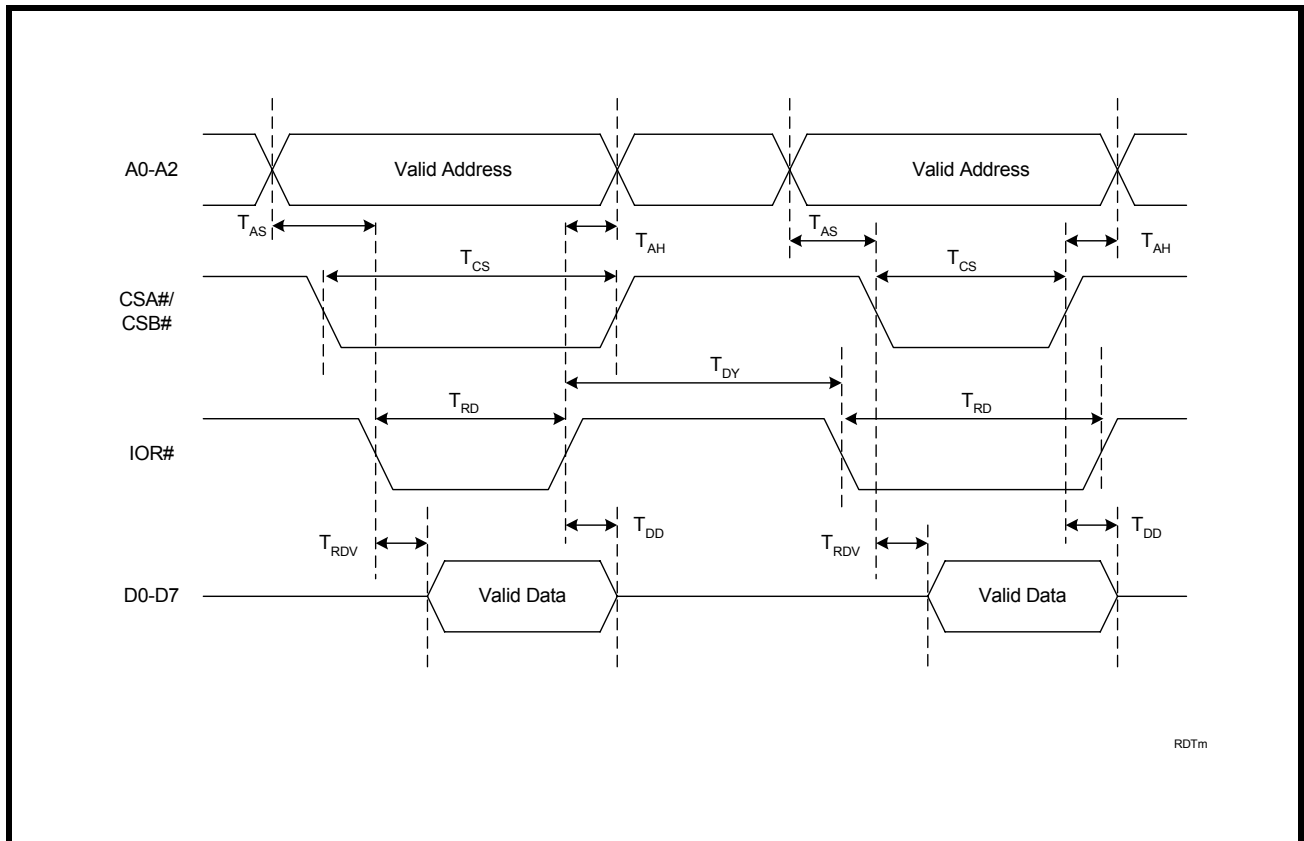 A0-A2
Valid Address
Valid Address
TAS
TAH
TAS
TAH
TCS
TCS
CSA#/
CSB#
TDY
TRD
TRD
IOR#
TRDV
TDD
TRDV
TDD
D0-D7
Valid Data
Valid Data
RDTm